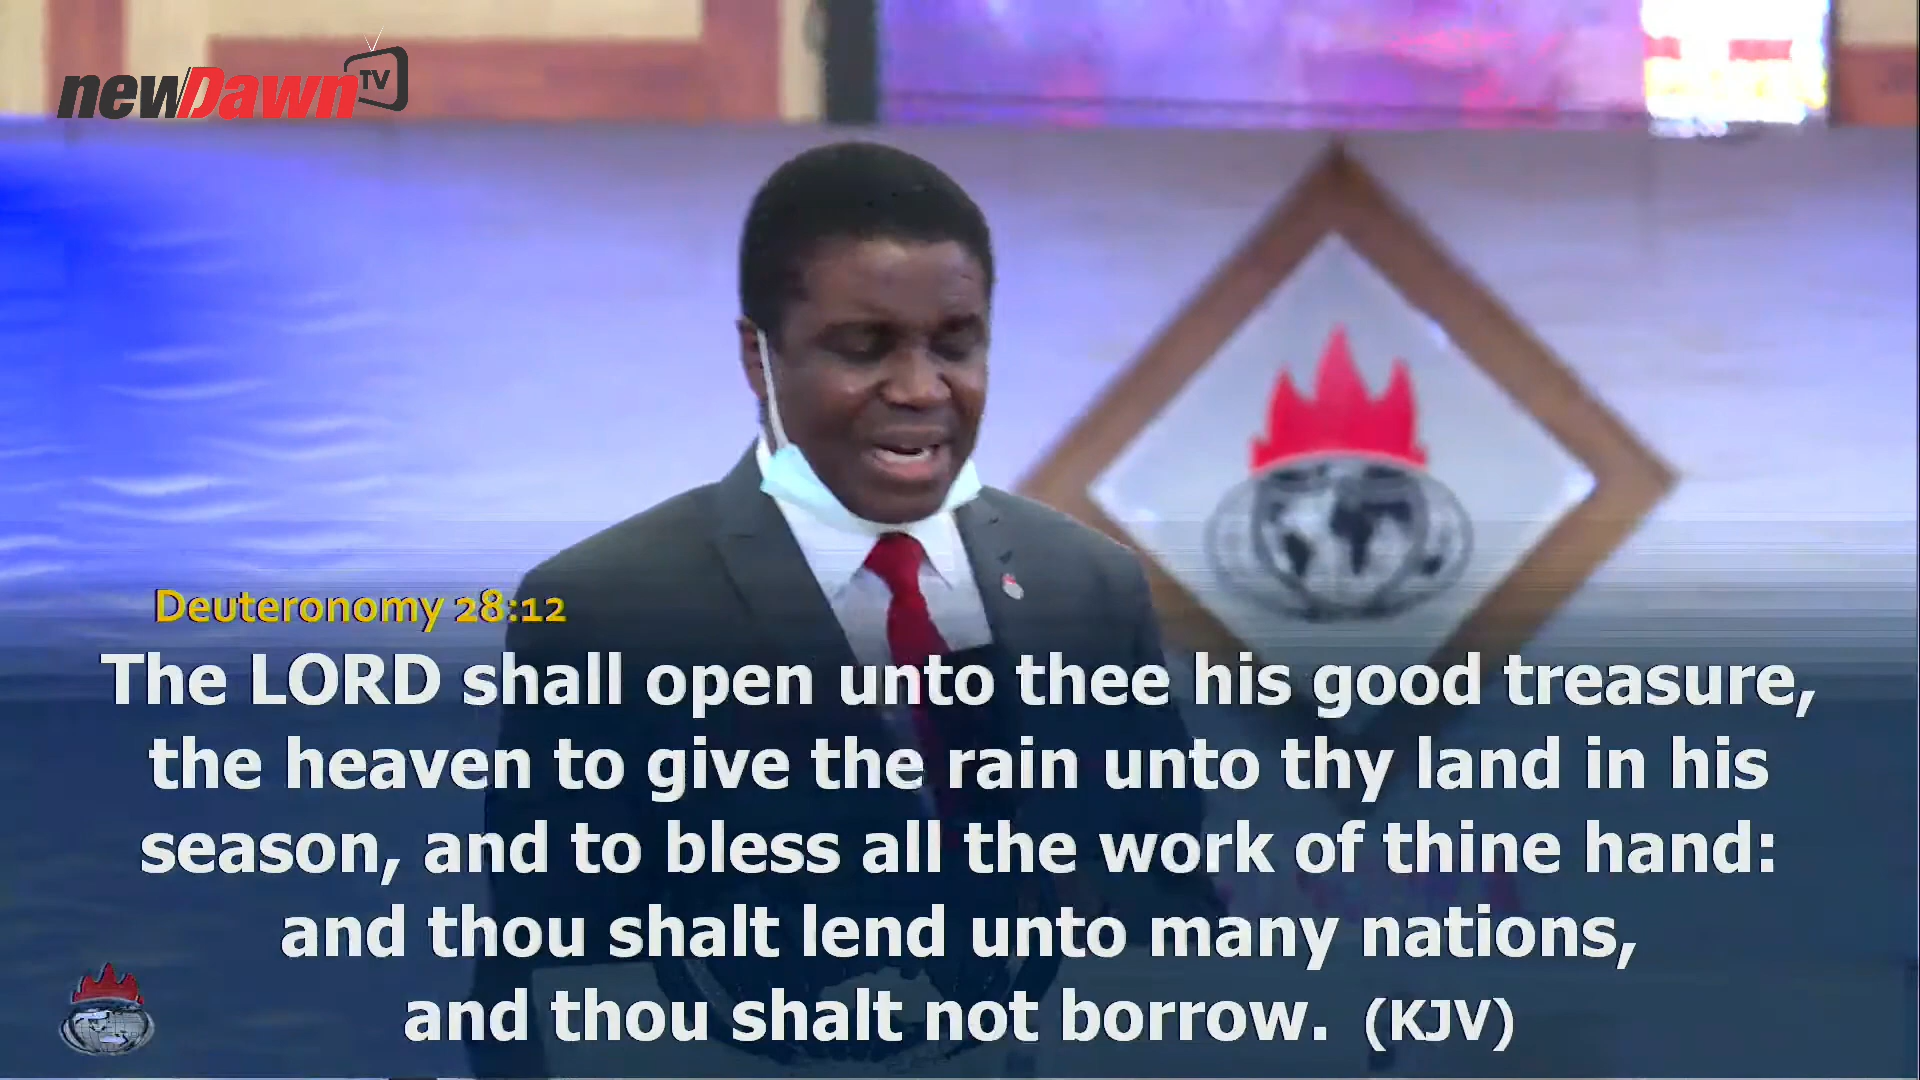 newDawn TV
Deuteronomy 28:12
The LORD shall open unto thee his good treasure,
the heaven to give the rain unto thy land in his
season, and to bless all the work of thine hand:
and thou shalt lend unto many nations,
and thou shalt not borrow. (KJV)